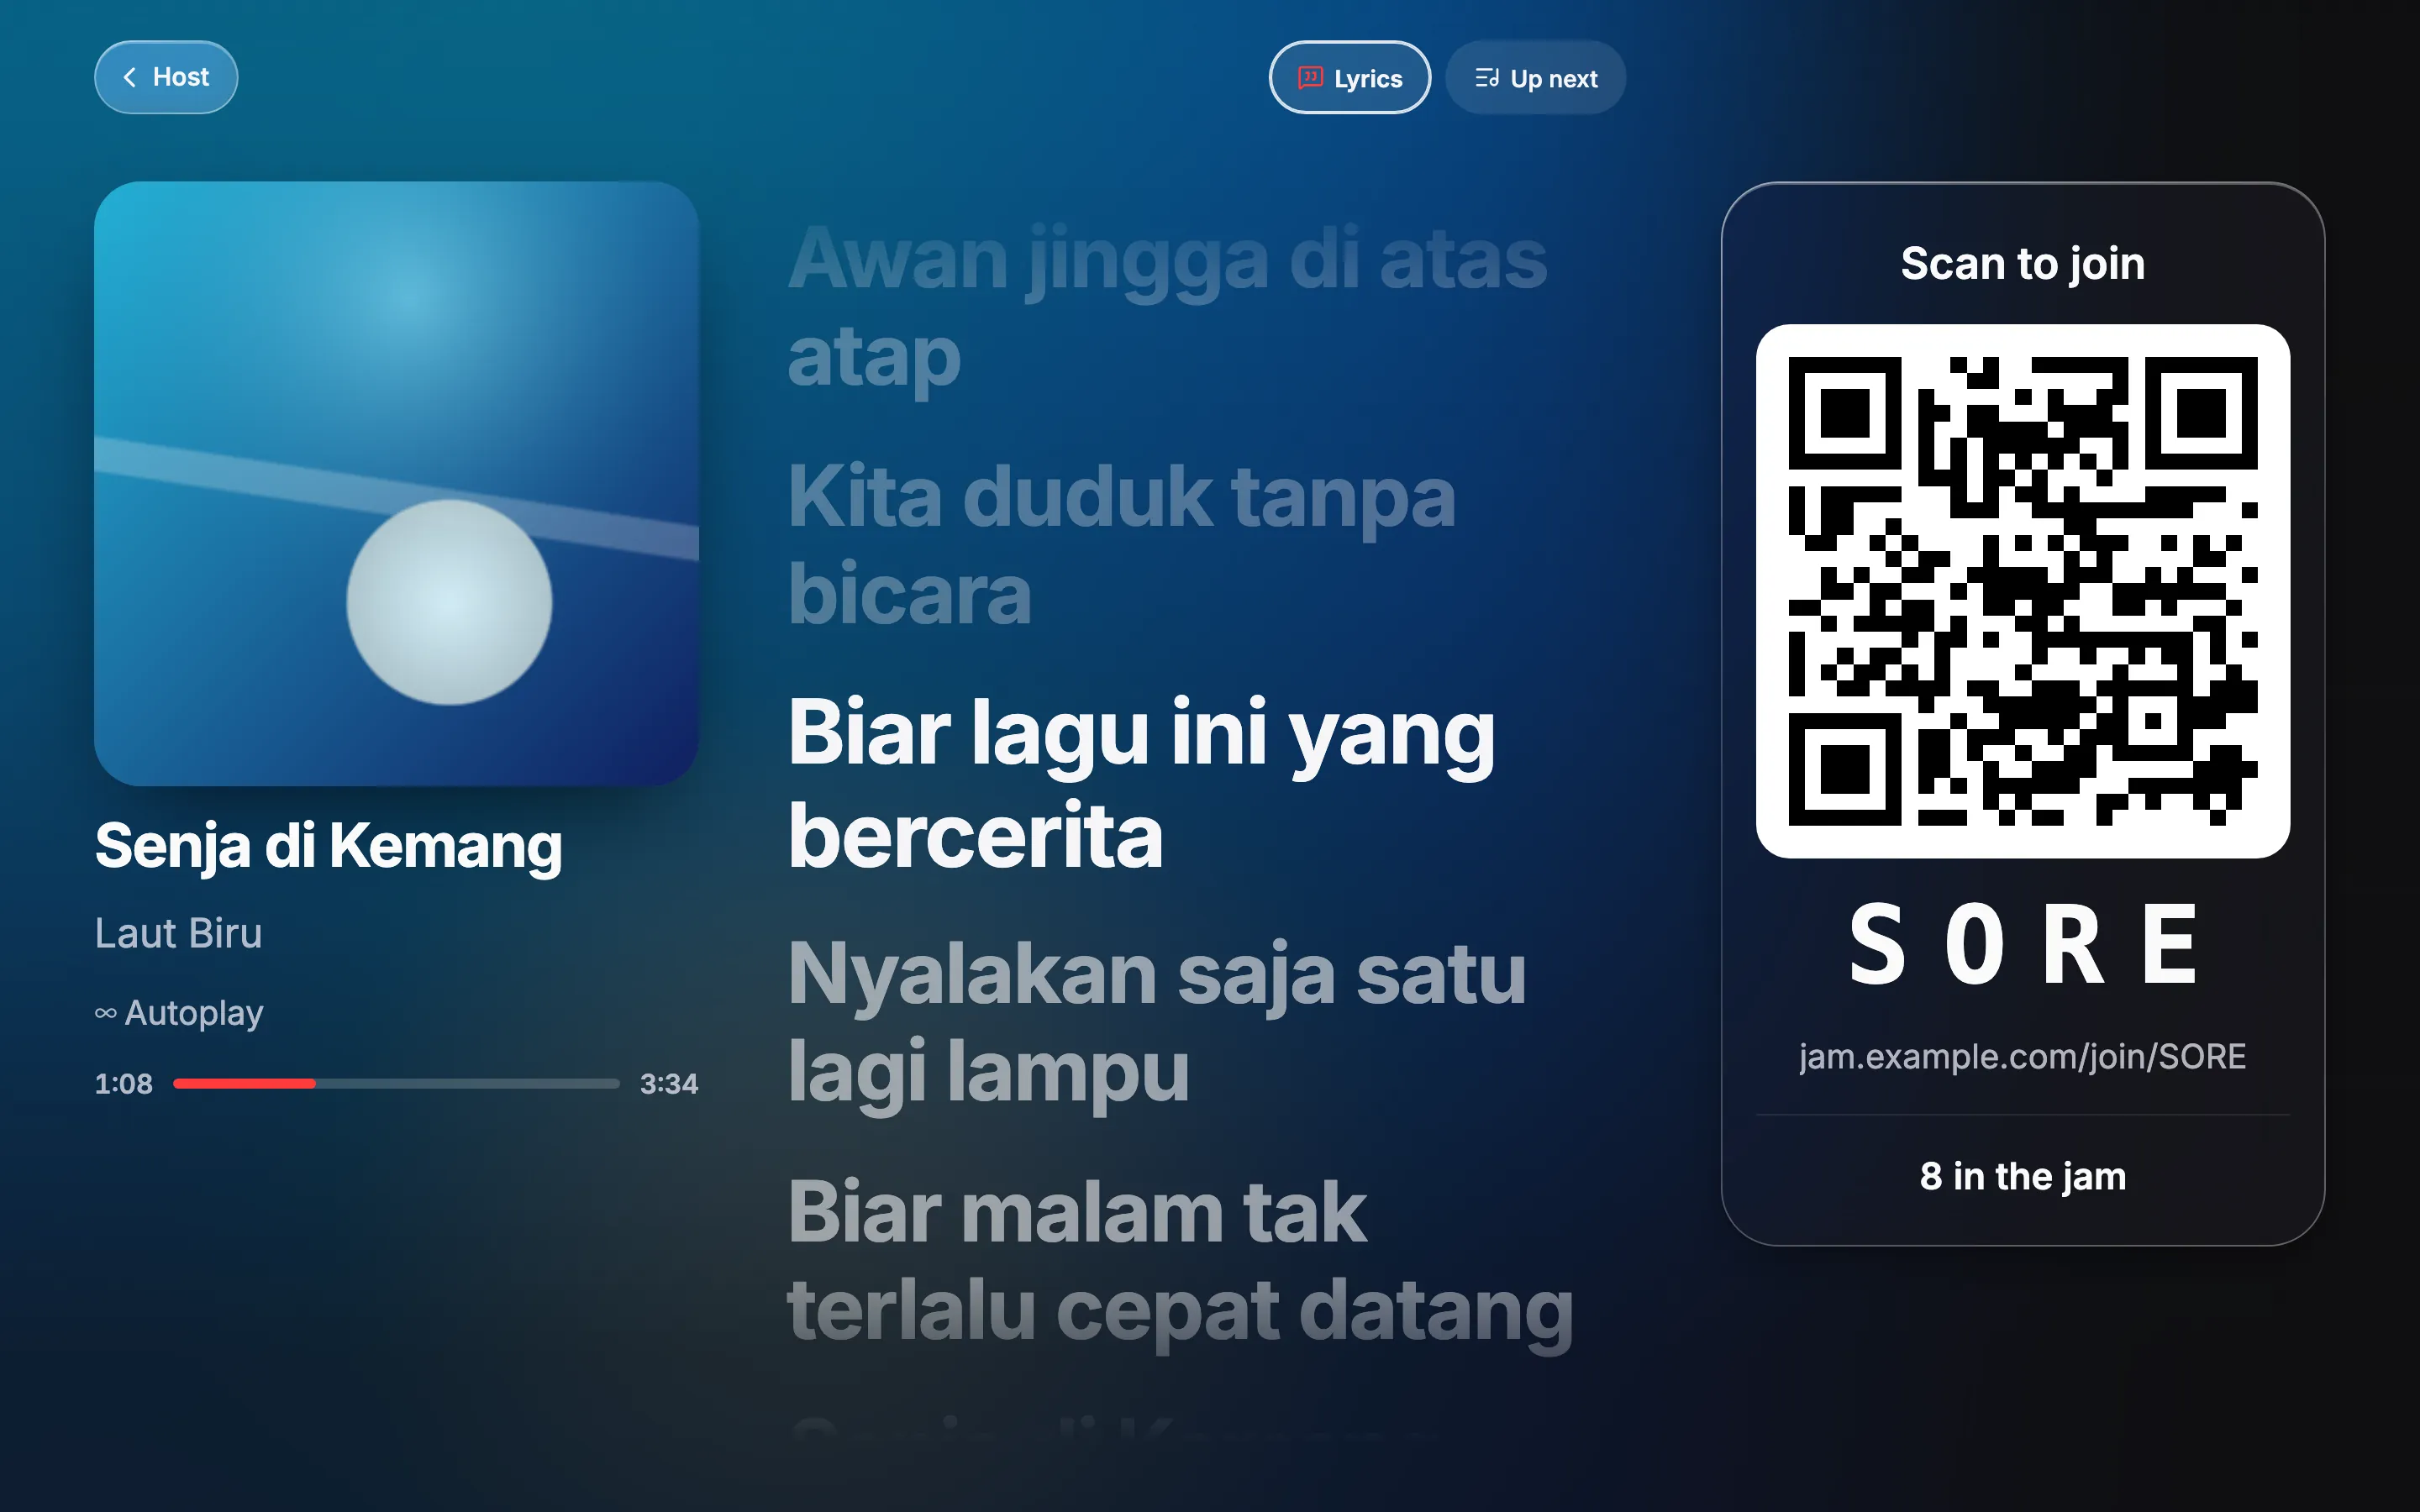 Host
Lyrics
Up next
Senja di Kemang
Laut Biru
∞ Autoplay
1:08
3:34
Awan jingga di atas
atap
Kita duduk tanpa
bicara
Biar lagu ini yang
bercerita
Nyalakan saja satu
lagi lampu
Biar malam tak
terlalu cepat datang
Scan to join
SORE
jam.example.com/join/SORE
8 in the jam